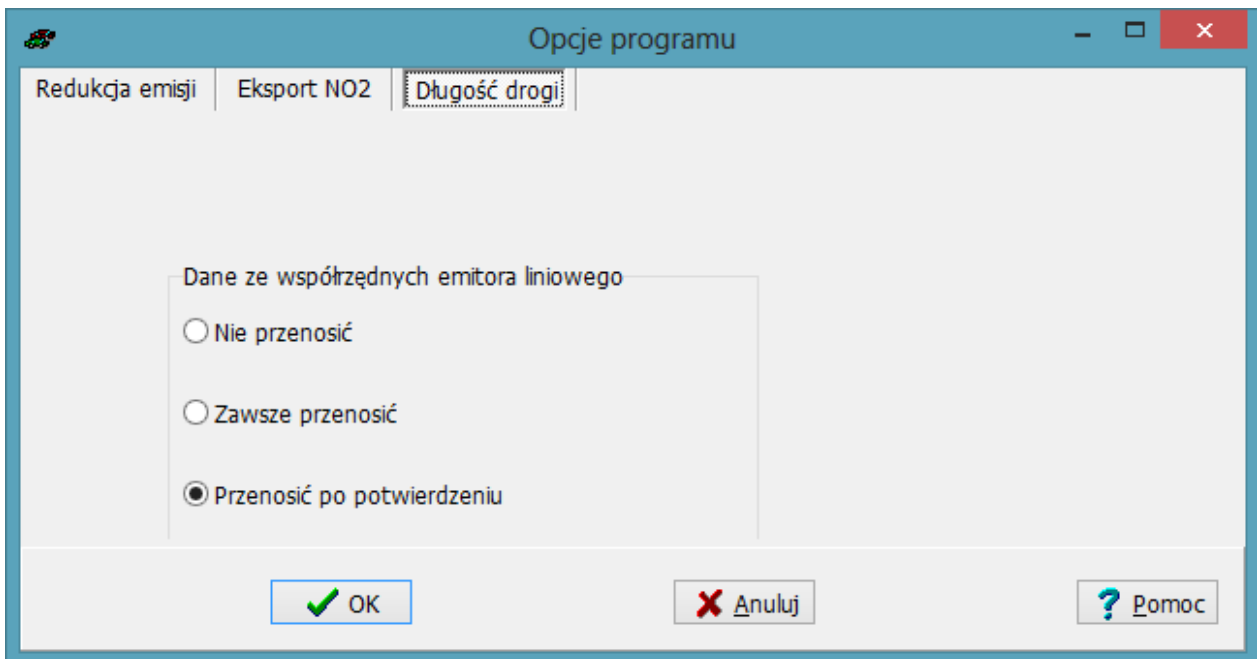 Opcje programu
Redukcja emisji Eksport NO2 Długość drogi
Dane ze współrzędnych emitora liniowego
Nie przenosić
Zawsze przenosić
Przenosić po potwierdzeniu
OK Anuluj Pomoc